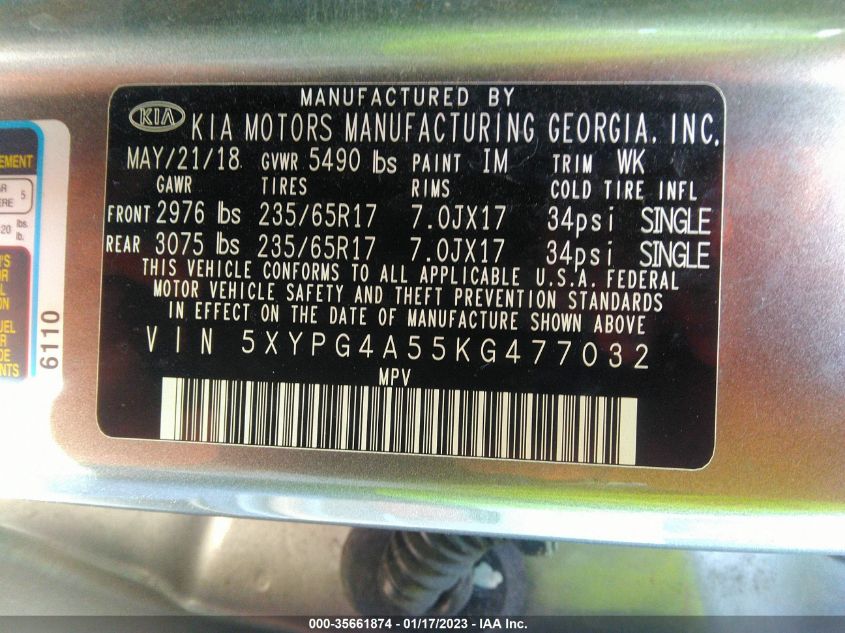 MANUFACTURED BY
KIA KIA MOTORS MANUFACTURING GEORGIA, INC.
MAY/21/18 GVWR 5490 lbs PAINT IM TRIM WK
GAWR TIRES RIMS COLD TIRE INFL
FRONT 2976 lbs 235/65R17 7.0JX17 34psi SINGLE
REAR 3075 lbs 235/65R17 7.0JX17 34psi SINGLE
THIS VEHICLE CONFORMS TO ALL APPLICABLE U.S.A. FEDERAL
MOTOR VEHICLE SAFETY AND THEFT PREVENTION STANDARDS
IN EFFECT ON THE DATE OF MANUFACTURE SHOWN ABOVE
VIN 5XYPG4A55KG477032
MPV
6110
5
20 lbs.
lb.
000-35661874 / 01/17/2023 - IAA Inc.